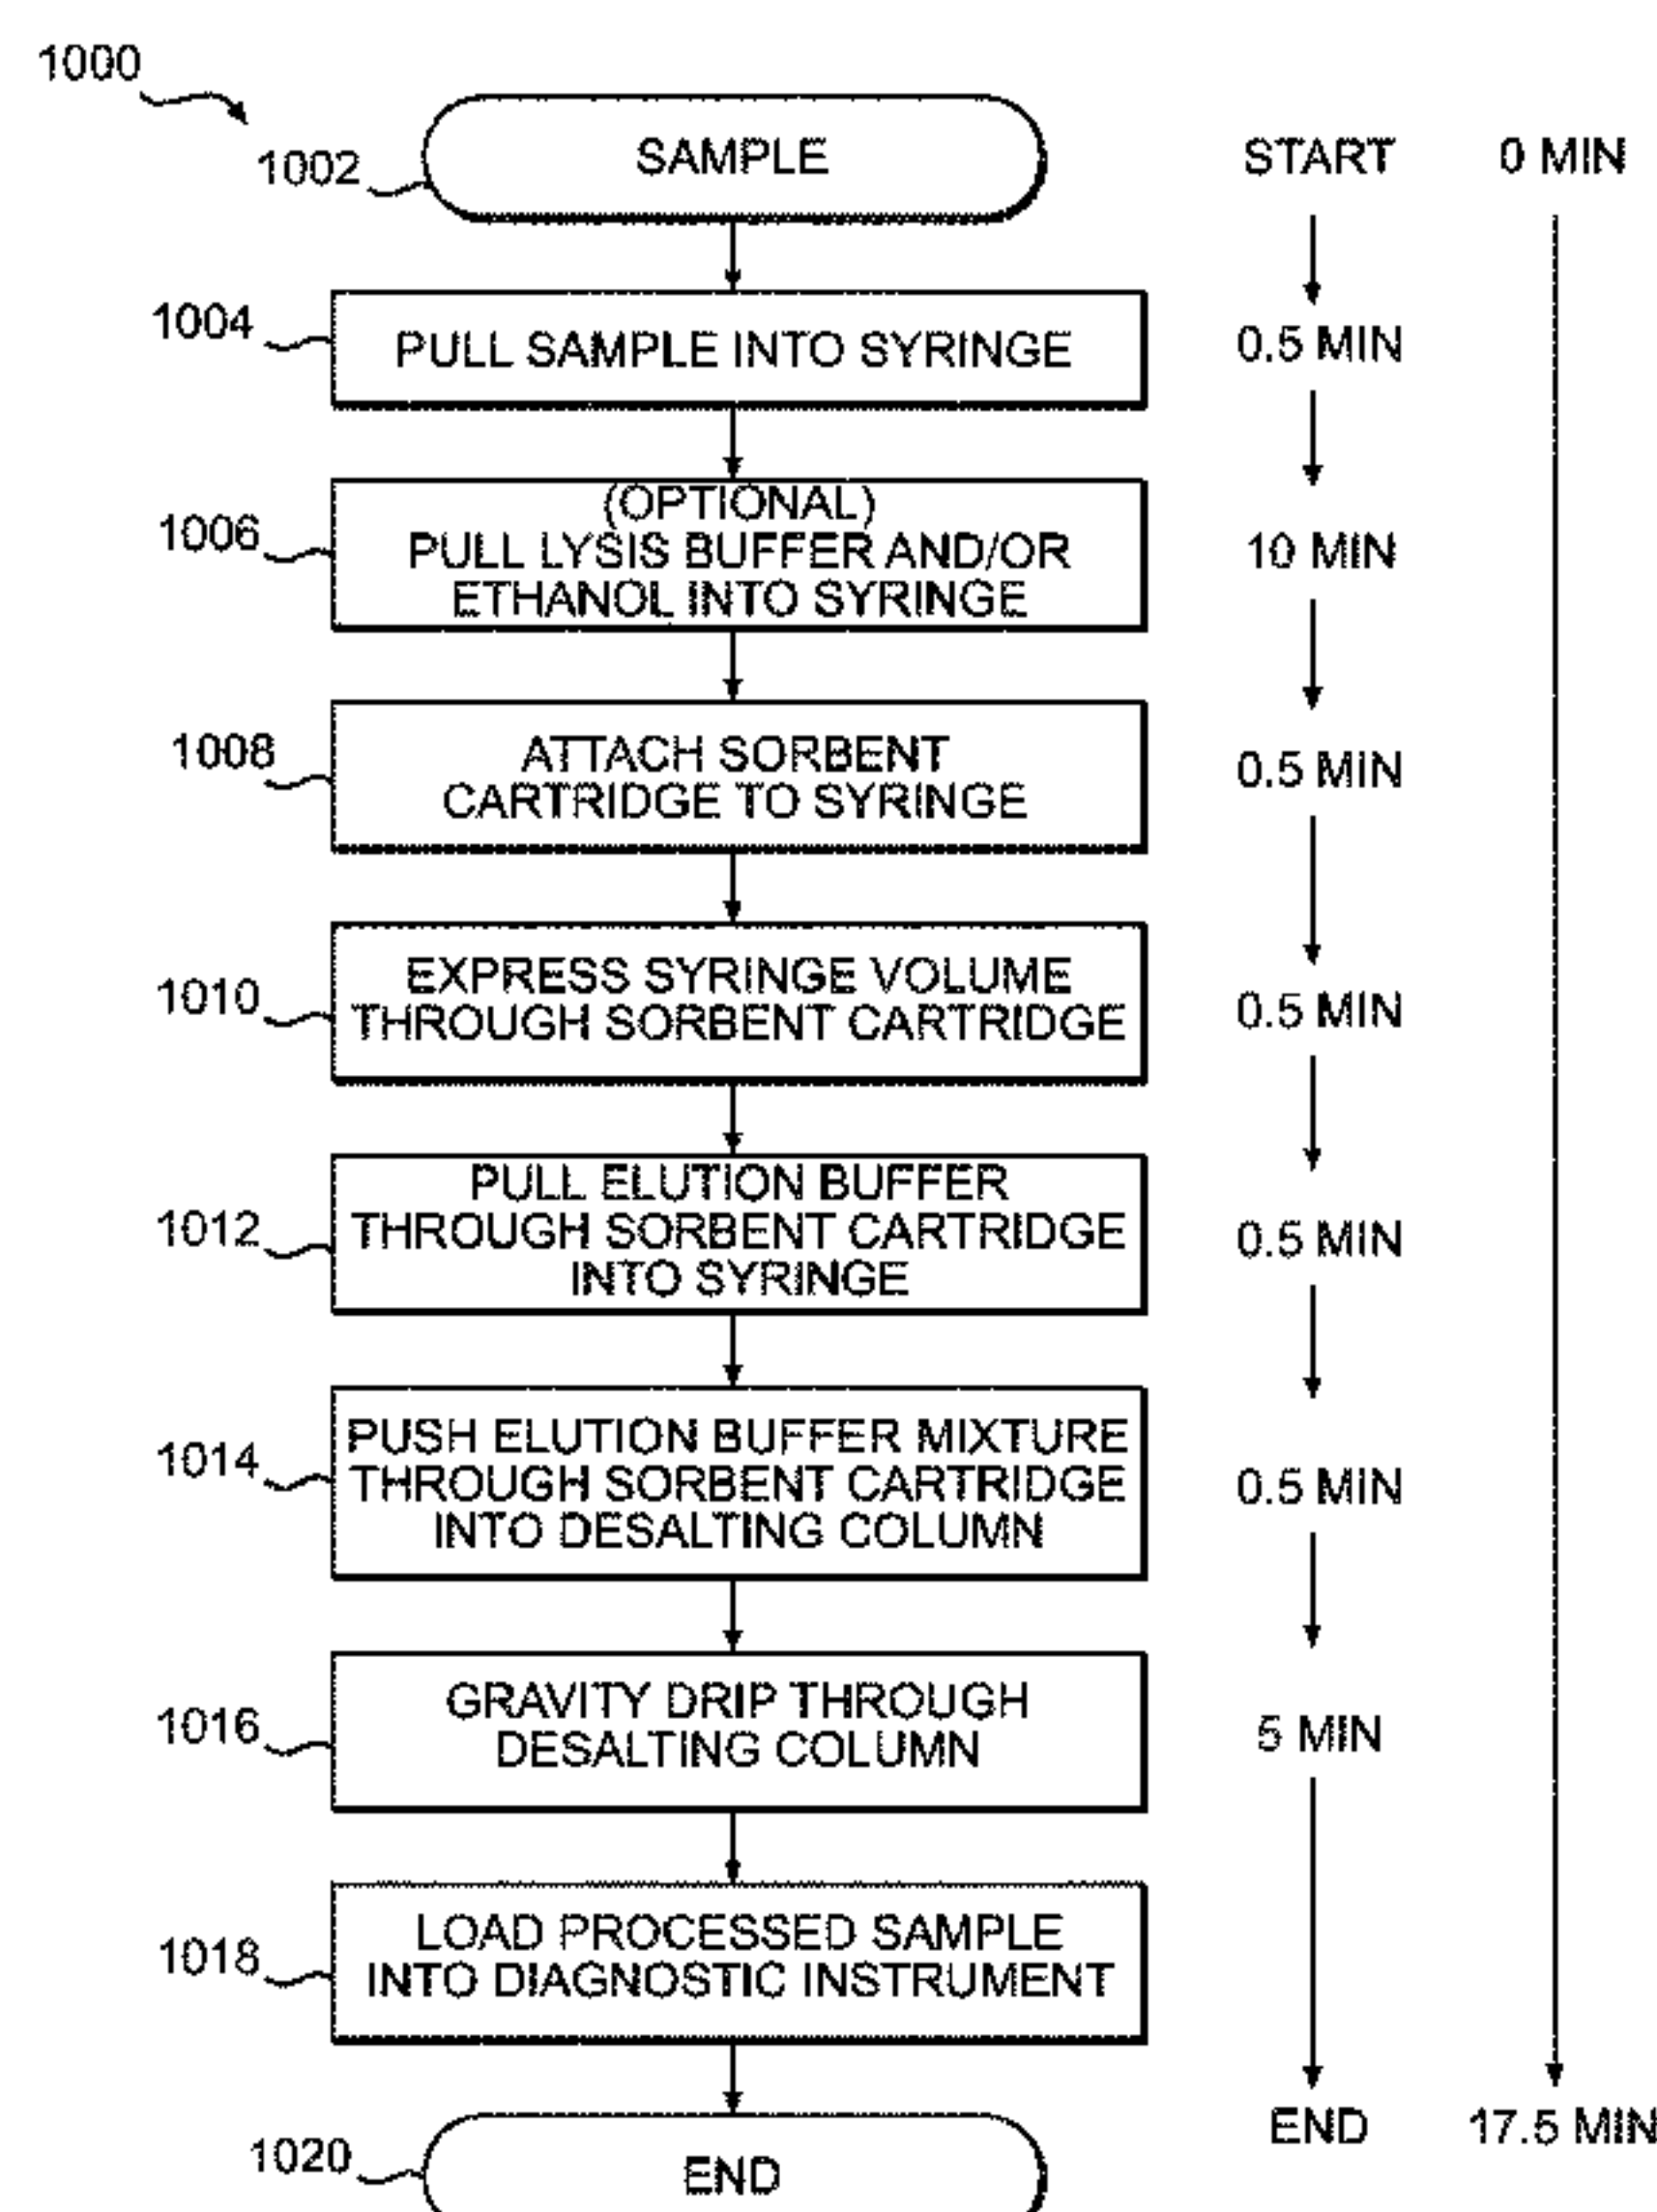 1000
1002
SAMPLE
START
0 MIN
1004
PULL SAMPLE INTO SYRINGE
0.5 MIN
1006
(OPTIONAL)
PULL LYSIS BUFFER AND/OR
ETHANOL INTO SYRINGE
10 MIN
1008
ATTACH SORBENT
CARTRIDGE TO SYRINGE
0.5 MIN
1010
EXPRESS SYRINGE VOLUME
THROUGH SORBENT CARTRIDGE
0.5 MIN
1012
PULL ELUTION BUFFER
THROUGH SORBENT CARTRIDGE
INTO SYRINGE
0.5 MIN
1014
PUSH ELUTION BUFFER MIXTURE
THROUGH SORBENT CARTRIDGE
INTO DESALTING COLUMN
0.5 MIN
1016
GRAVITY DRIP THROUGH
DESALTING COLUMN
5 MIN
1018
LOAD PROCESSED SAMPLE
INTO DIAGNOSTIC INSTRUMENT
END
17.5 MIN
1020
END